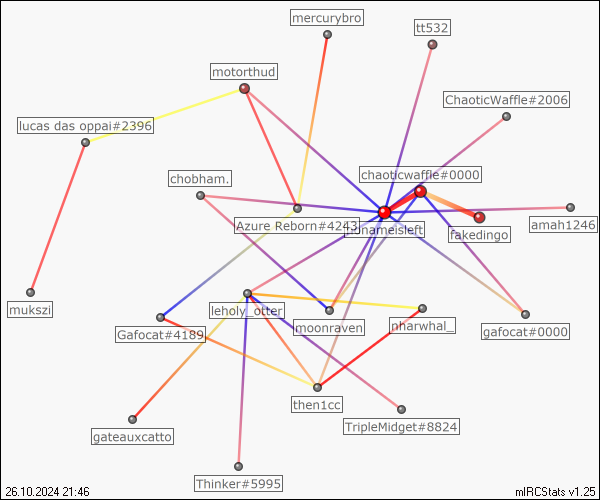 mercurybro
tt532
motorthud
ChaoticWaffle#2006
lucas das oppai#2396
chaoticwaffle#0000
chobham.
Azure Reborn#4243
nonameisleft
amah1246
fakedingo
mukszi
leholy_otter
Gafocat#4189
moonraven
nharwhal_
gafocat#0000
then1cc
TripleMidget#8824
gateauxcatto
Thinker#5995
26.10.2024 21:46
mIRCStats v1.25